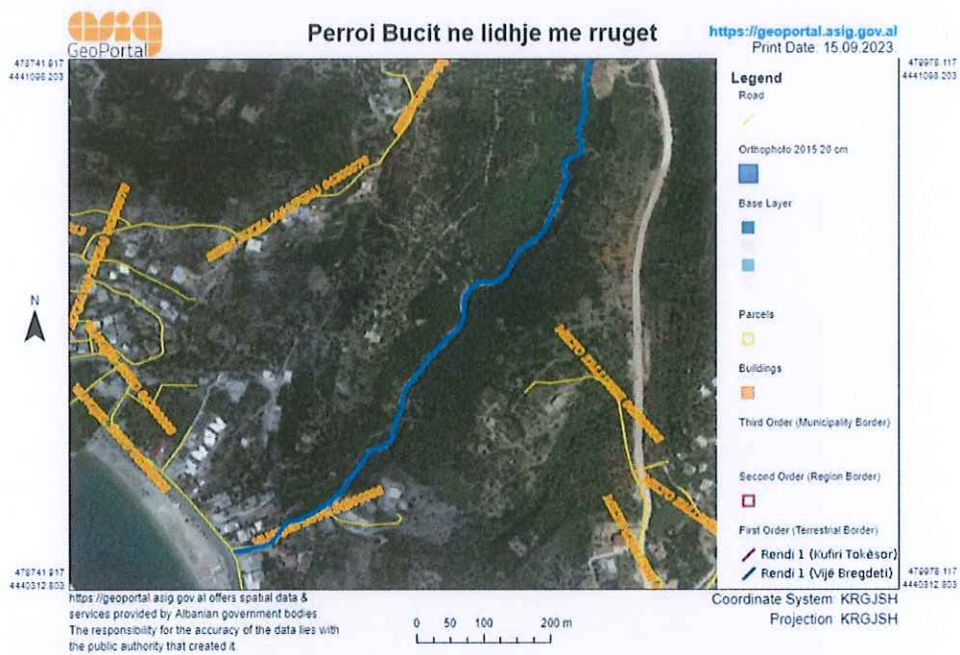 asig
GeoPortal
Perroi Bucit ne lidhje me rruget
https://geoportal.asig.gov.al
Print Date: 15.09.2023
478741.917
4441098.203
479978.117
4441098.203
N
Legend
Road
Orthophoto 2015 20 cm
Base Layer
Parcels
Buildings
Third Order (Municipality Border)
Second Order (Region Border)
First Order (Terrestrial Border)
Rendi 1 (Kufiri Tokësor)
Rendi 1 (Vijë Bregdeti)
478741.917
4440312.803
479978.117
4440312.803
https://geoportal.asig.gov.al offers spatial data &
services provided by Albanian government bodies
The responsibility for the accuracy of the data lies with
the public authority that created it
0 50 100 200 m
Coordinate System: KRGJSH
Projection: KRGJSH